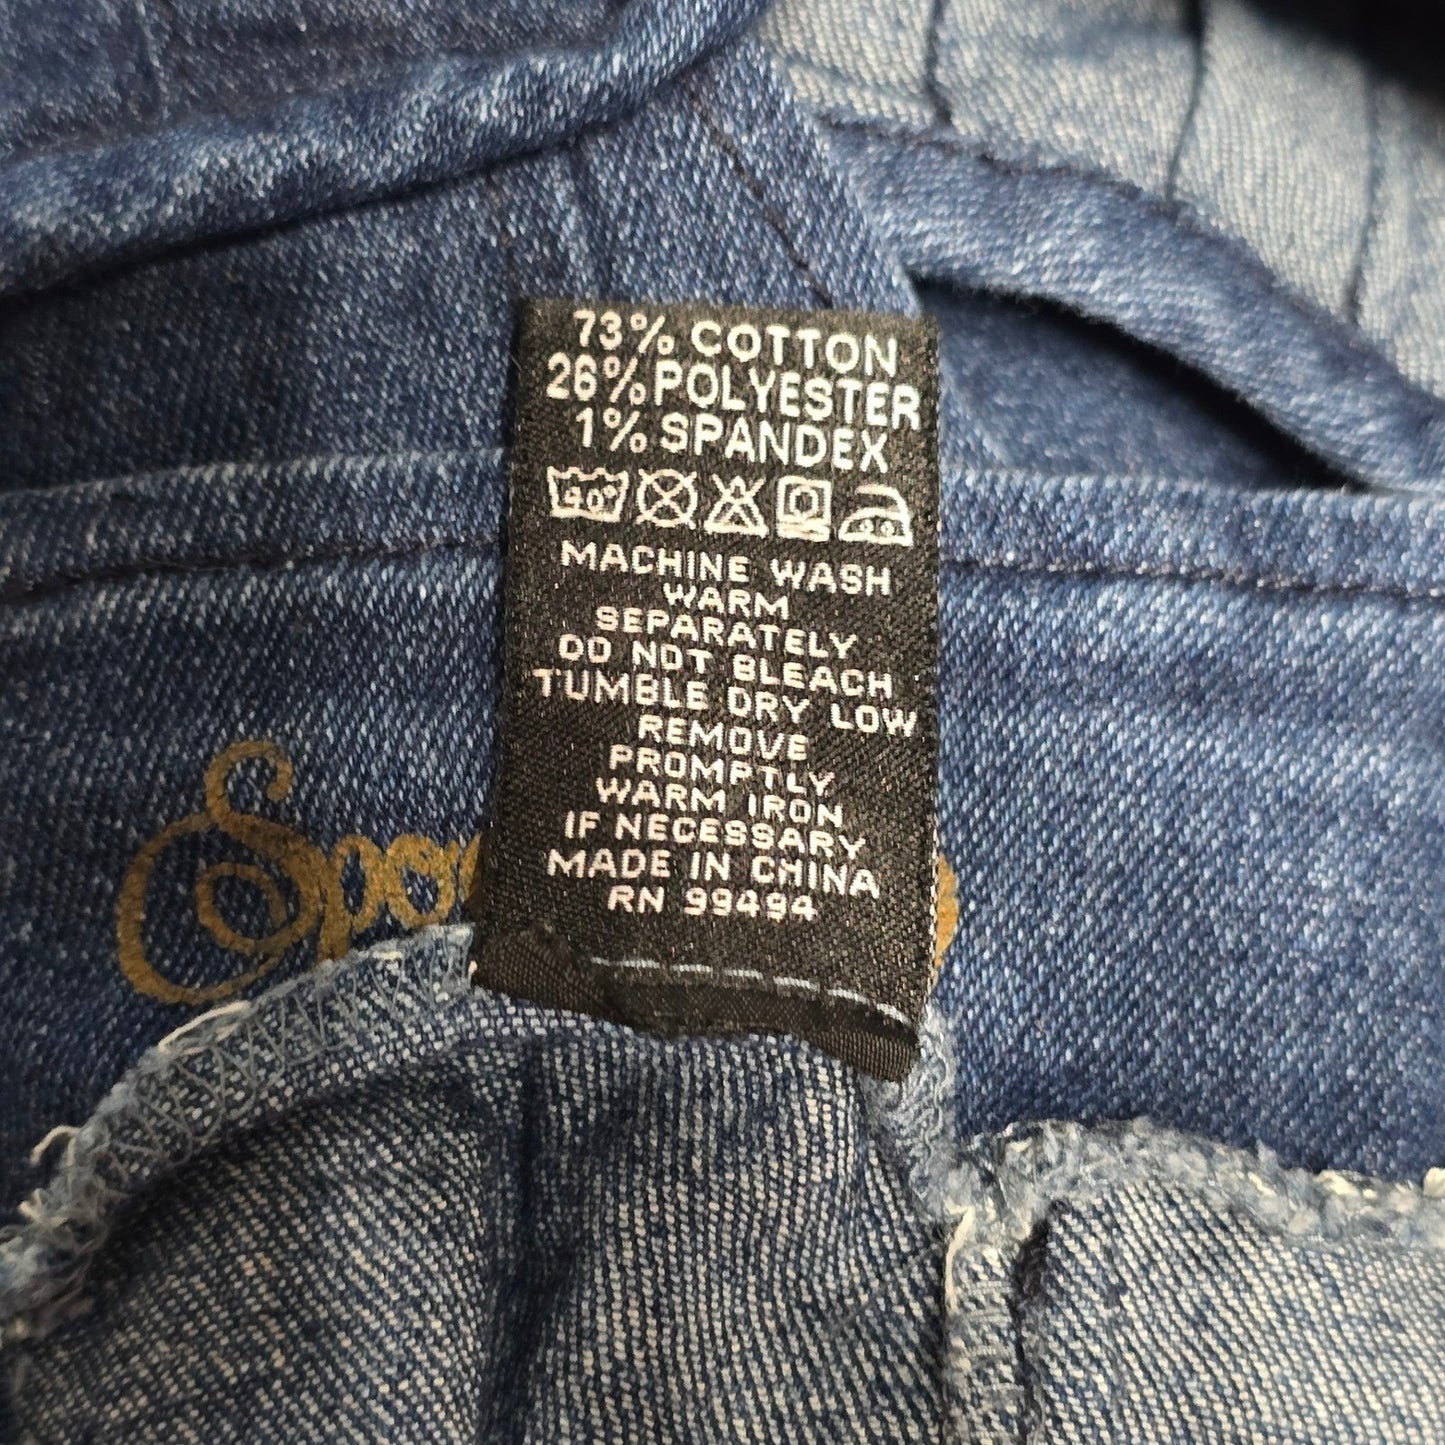 73% COTTON
26% POLYESTER
1% SPANDEX
MACHINE WASH
WARM
SEPARATELY
DO NOT BLEACH
TUMBLE DRY LOW
REMOVE
PROMPTLY
WARM IRON
IF NECESSARY
MADE IN CHINA
RN 99494